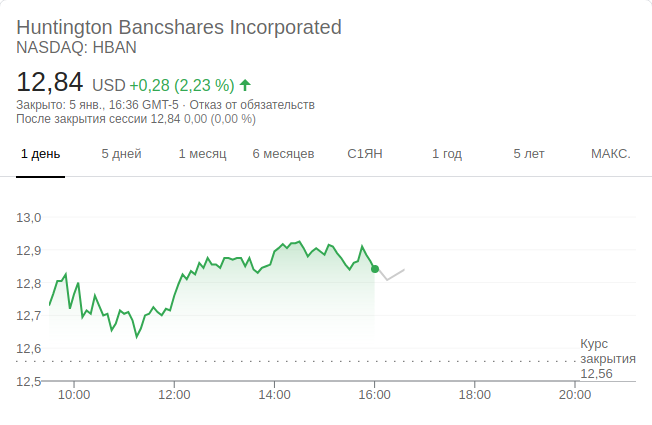 Huntington Bancshares Incorporated
NASDAQ: HBAN
12,84 USD +0,28 (2,23 %)
Закрыто: 5 янв., 16:36 GMT-5 · Отказ от обязательств
После закрытия сессии 12,84 0,00 (0,00 %)
1 день 5 дней 1 месяц 6 месяцев С1ЯН 1 год 5 лет МАКС.
13,0
12,9
12,8
12,7
12,6
Курс
закрытия
12,56
12,5
10:00 12:00 14:00 16:00 18:00 20:00